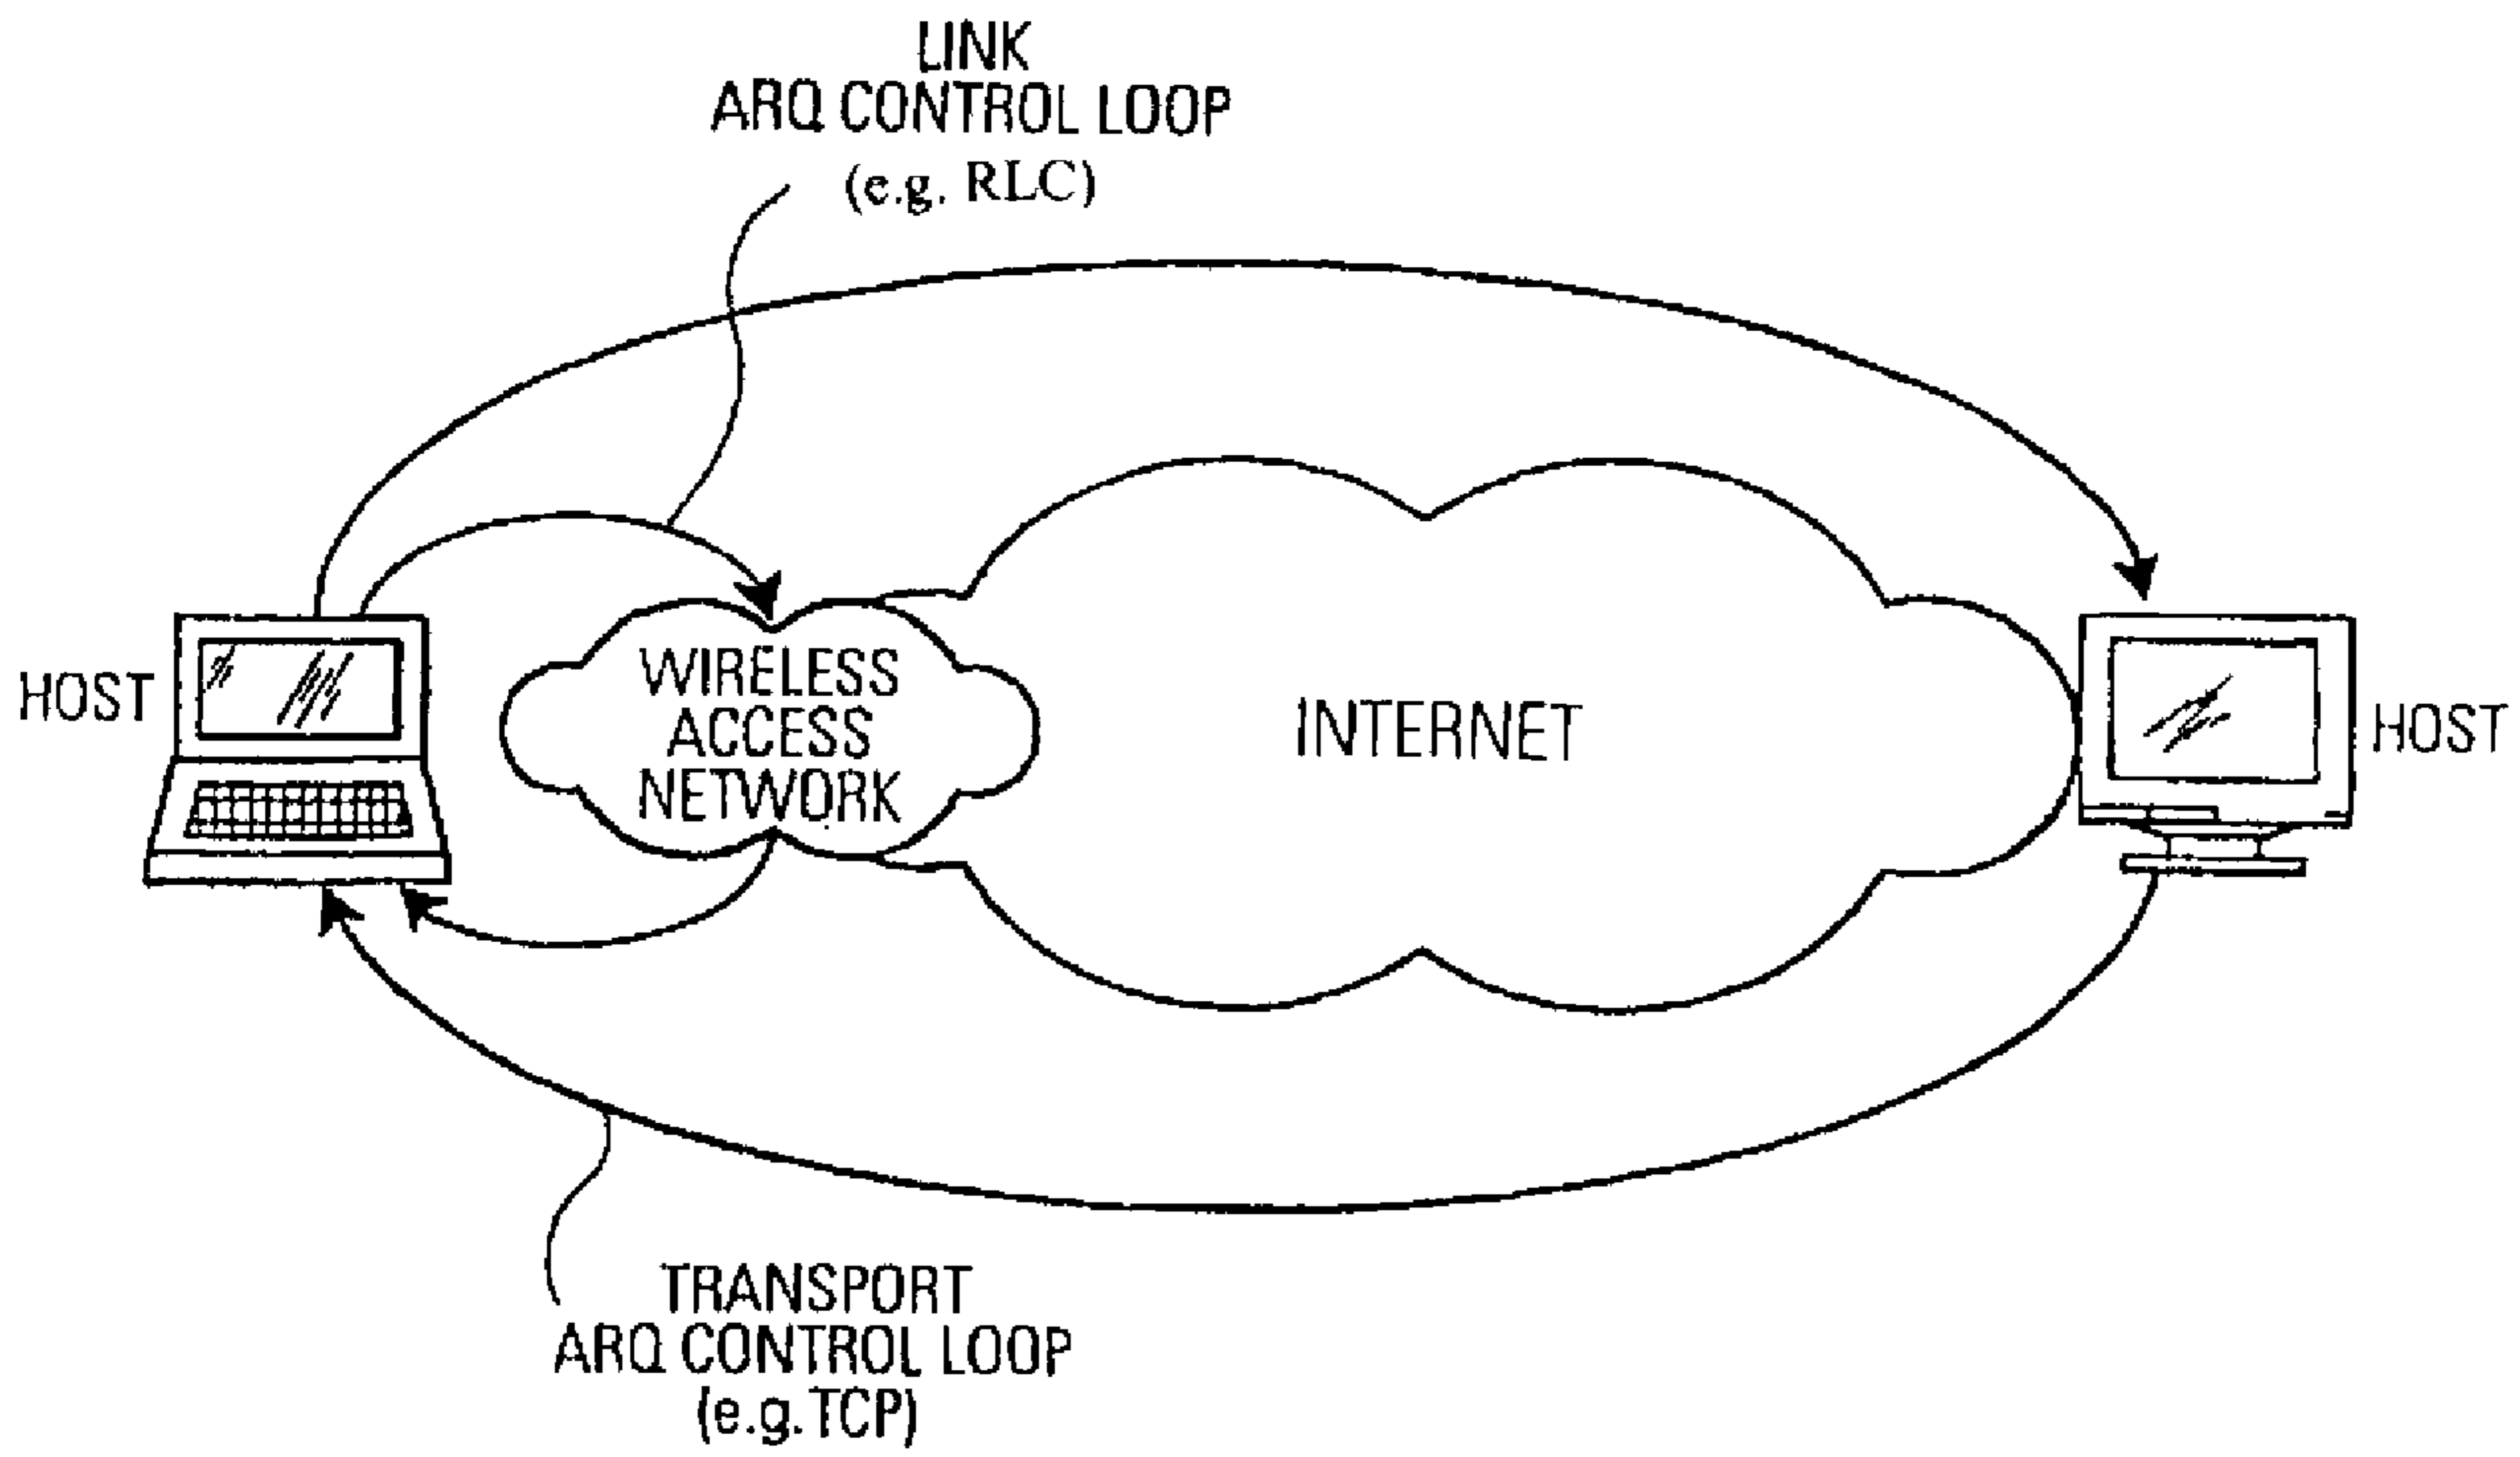 LINK
ARQ CONTROL LOOP
(e.g. RLC)
HOST
WIRELESS
ACCESS
NETWORK
INTERNET
HOST
TRANSPORT
ARQ CONTROL LOOP
(e.g.TCP)